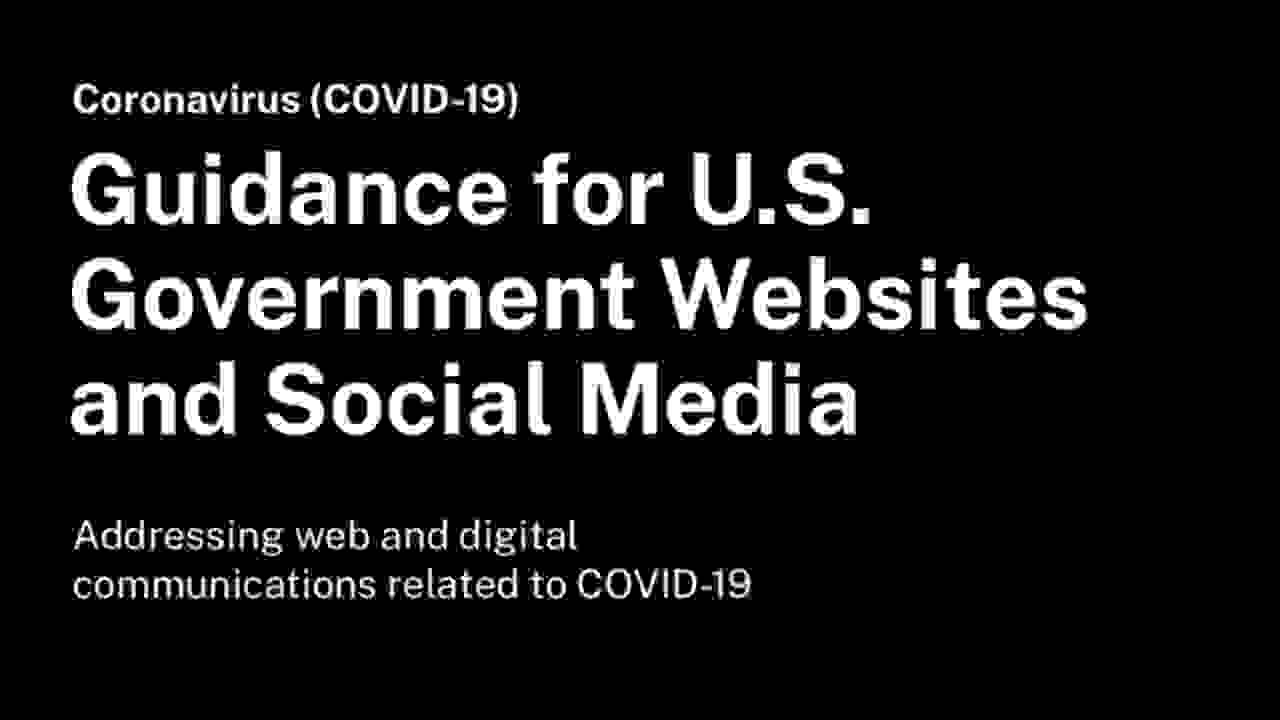 Coronavirus (COVID-19)
Guidance for U.S.
Government Websites
and Social Media
Addressing web and digital
communications related to COVID-19